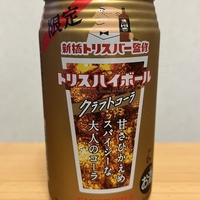 限定
新橋トリスバー監修
トリスハイボール
クラフトコーラ
甘さひかえめ
スパイシーな
大人のコーラ
お